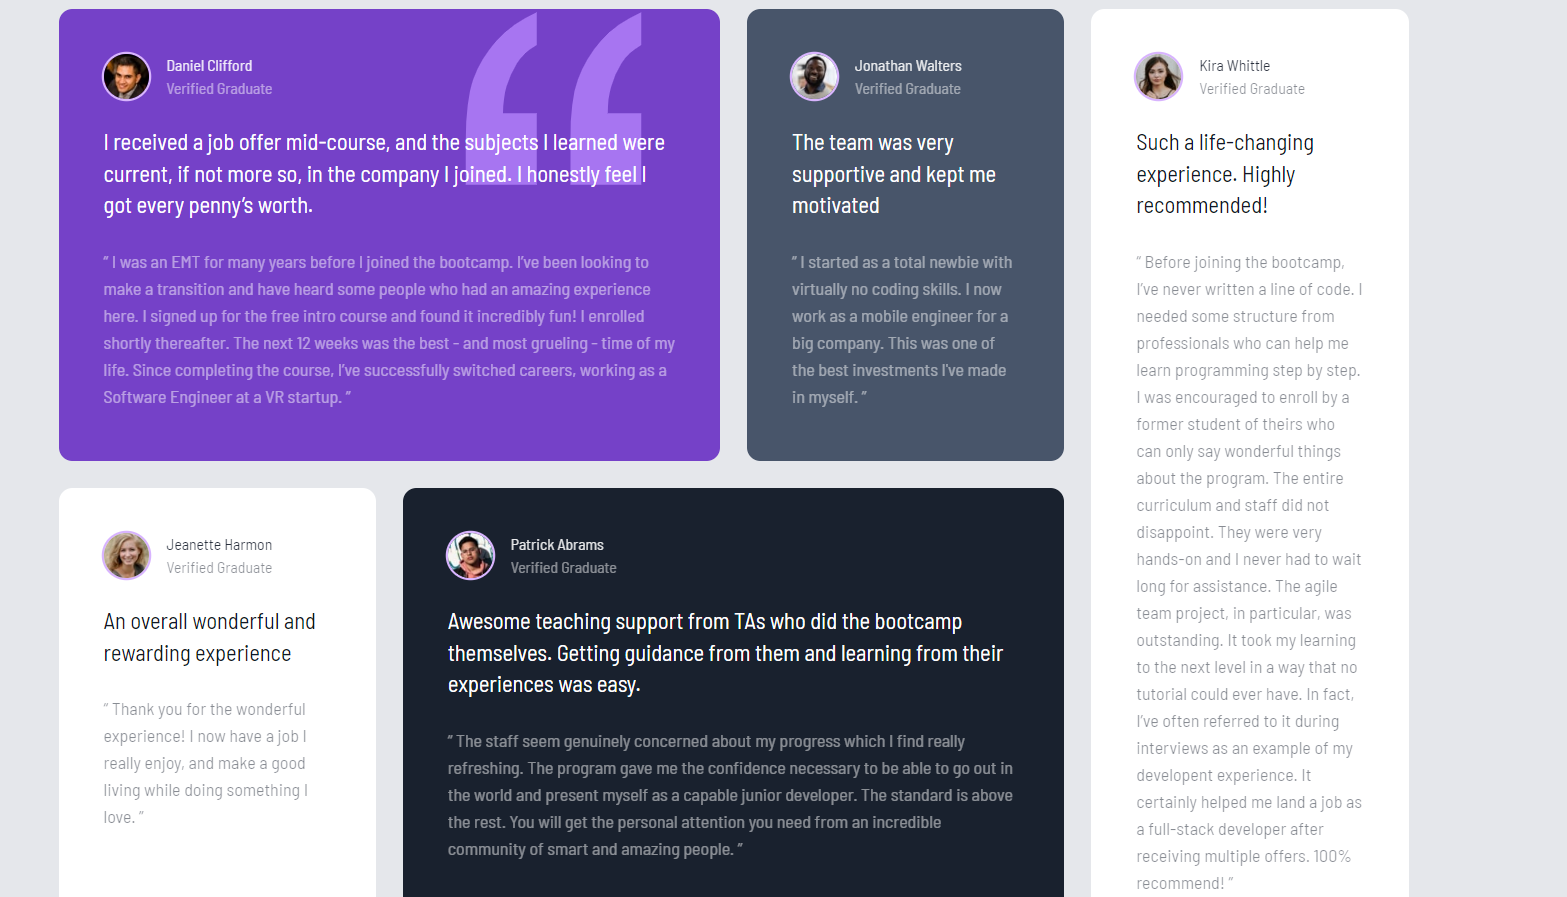 Daniel Clifford
Verified Graduate
I received a job offer mid-course, and the subjects I learned were
current, if not more so, in the company I joined. I honestly feel I
got every penny’s worth.
“ I was an EMT for many years before I joined the bootcamp. I’ve been looking to
make a transition and have heard some people who had an amazing experience
here. I signed up for the free intro course and found it incredibly fun! I enrolled
shortly thereafter. The next 12 weeks was the best - and most grueling - time of my
life. Since completing the course, I’ve successfully switched careers, working as a
Software Engineer at a VR startup. ”
Jonathan Walters
Verified Graduate
The team was very
supportive and kept me
motivated
“ I started as a total newbie with
virtually no coding skills. I now
work as a mobile engineer for a
big company. This was one of
the best investments I've made
in myself. ”
Kira Whittle
Verified Graduate
Such a life-changing
experience. Highly
recommended!
“ Before joining the bootcamp,
I’ve never written a line of code. I
needed some structure from
professionals who can help me
learn programming step by step.
I was encouraged to enroll by a
former student of theirs who
can only say wonderful things
about the program. The entire
curriculum and staff did not
disappoint. They were very
hands-on and I never had to wait
long for assistance. The agile
team project, in particular, was
outstanding. It took my learning
to the next level in a way that no
tutorial could ever have. In fact,
I’ve often referred to it during
interviews as an example of my
developent experience. It
certainly helped me land a job as
a full-stack developer after
receiving multiple offers. 100%
recommend! ”
Jeanette Harmon
Verified Graduate
An overall wonderful and
rewarding experience
“ Thank you for the wonderful
experience! I now have a job I
really enjoy, and make a good
living while doing something I
love. ”
Patrick Abrams
Verified Graduate
Awesome teaching support from TAs who did the bootcamp
themselves. Getting guidance from them and learning from their
experiences was easy.
“ The staff seem genuinely concerned about my progress which I find really
refreshing. The program gave me the confidence necessary to be able to go out in
the world and present myself as a capable junior developer. The standard is above
the rest. You will get the personal attention you need from an incredible
community of smart and amazing people. ”